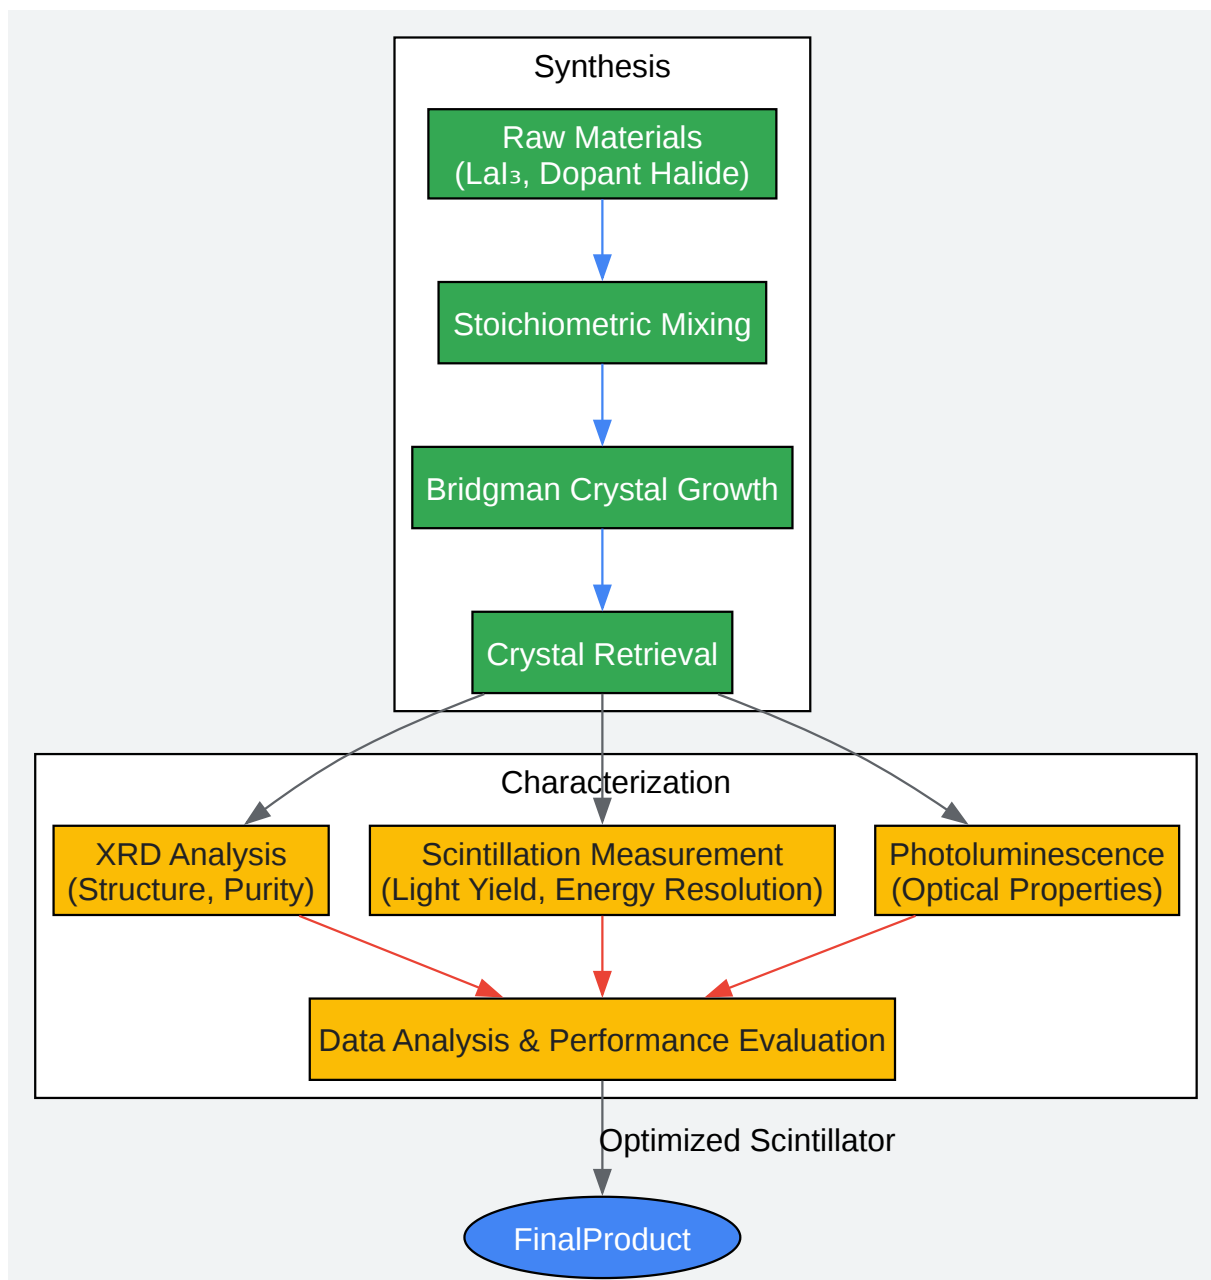 Synthesis
Raw Materials
(LaI₃, Dopant Halide)
Stoichiometric Mixing
Bridgman Crystal Growth
Crystal Retrieval
Characterization
XRD Analysis
(Structure, Purity)
Scintillation Measurement
(Light Yield, Energy Resolution)
Photoluminescence
(Optical Properties)
Data Analysis & Performance Evaluation
Optimized Scintillator
FinalProduct